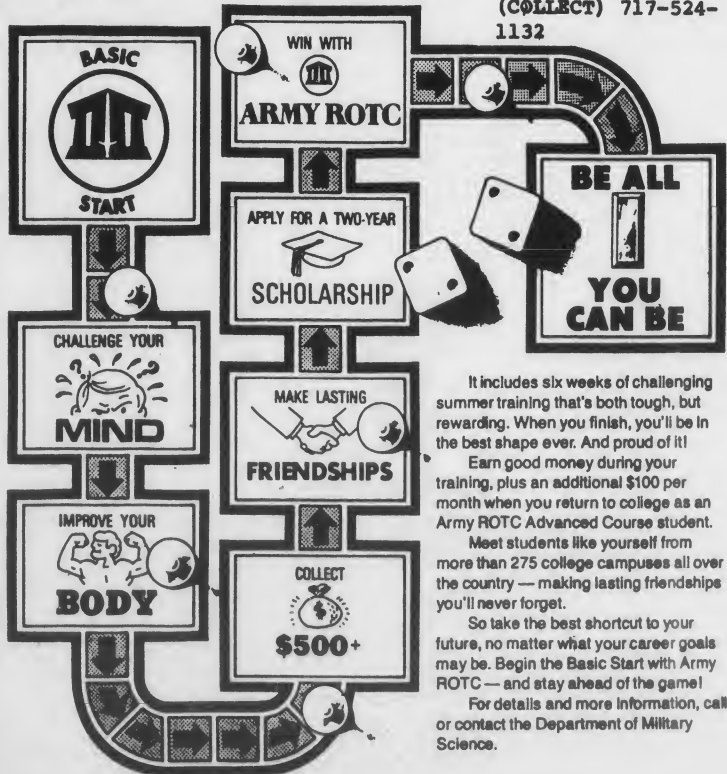 (COLLECT) 717-524-
1132
BASIC
START
CHALLENGE YOUR
MIND
IMPROVE YOUR
BODY
COLLECT
$500+
MAKE LASTING
FRIENDSHIPS
APPLY FOR A TWO-YEAR
SCHOLARSHIP
WIN WITH
ARMY ROTC
BE ALL
YOU
CAN BE
It includes six weeks of challenging
summer training that's both tough, but
rewarding. When you finish, you'll be in
the best shape ever. And proud of it!
Earn good money during your
training, plus an additional $100 per
month when you return to college as an
Army ROTC Advanced Course student.
Meet students like yourself from
more than 275 college campuses all over
the country — making lasting friendships
you'll never forget.
So take the best shortcut to your
future, no matter what your career goals
may be. Begin the Basic Start with Army
ROTC — and stay ahead of the game!
For details and more information, call
or contact the Department of Military
Science.